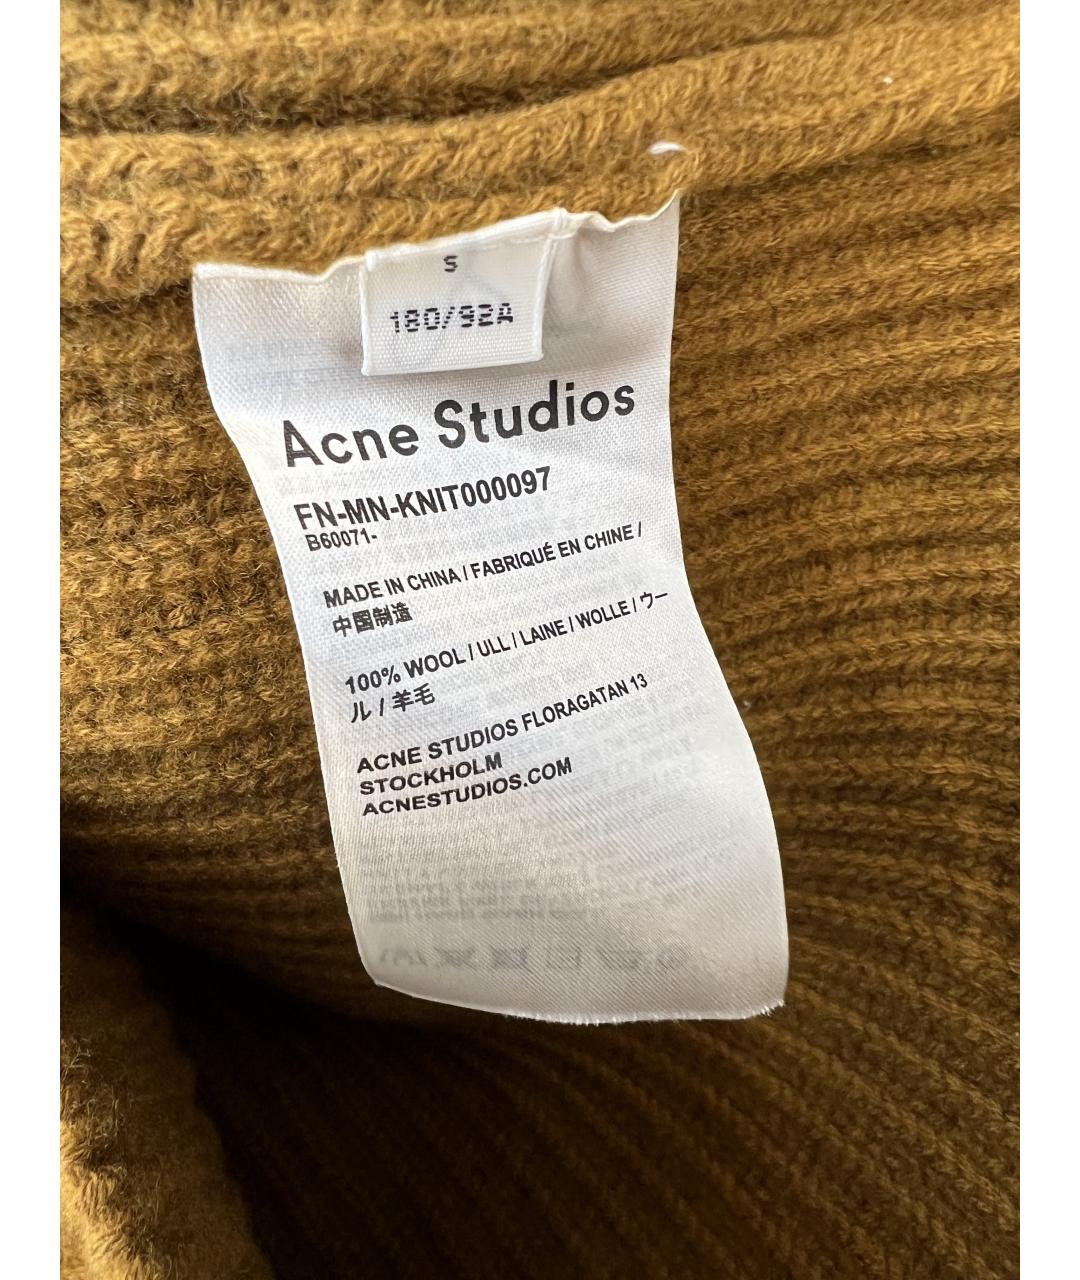 S
180/92A
Acne Studios
FN-MN-KNIT000097
B60071-
MADE IN CHINA / FABRIQUÉ EN CHINE /
中国制造
100% WOOL / ULL / LAINE / WOLLE / ウー
ル / 羊毛
ACNE STUDIOS FLORAGATAN 13
STOCKHOLM
ACNESTUDIOS.COM